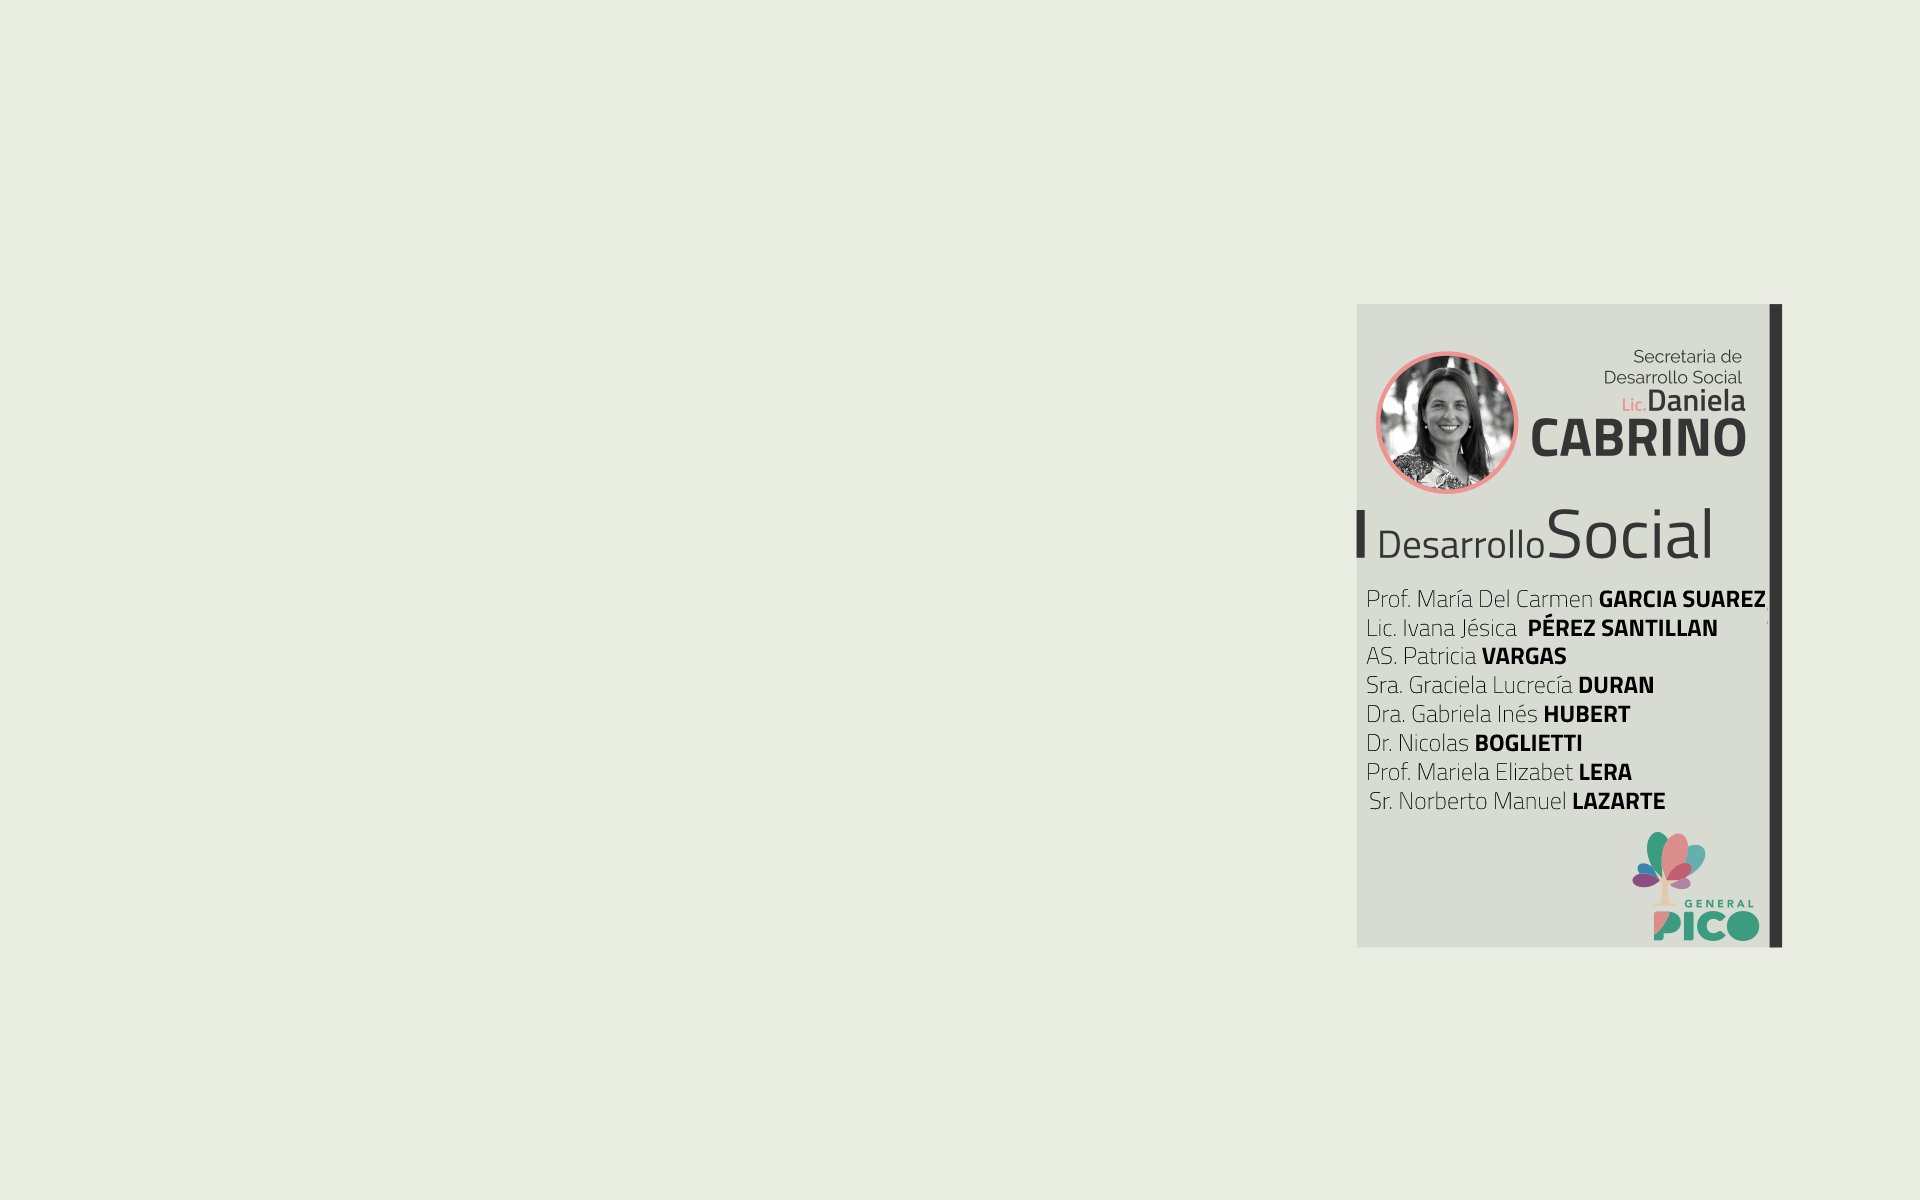 Secretaria de
Desarrollo Social
Lic.Daniela
CABRINO
DesarrolloSocial
Prof. María Del Carmen GARCIA SUAREZ
Lic. Ivana Jésica PÉREZ SANTILLAN
AS. Patricia VARGAS
Sra. Graciela Lucrecía DURAN
Dra. Gabriela Inés HUBERT
Dr. Nicolas BOGLIETTI
Prof. Mariela Elizabet LERA
Sr. Norberto Manuel LAZARTE
GENERAL
PICO